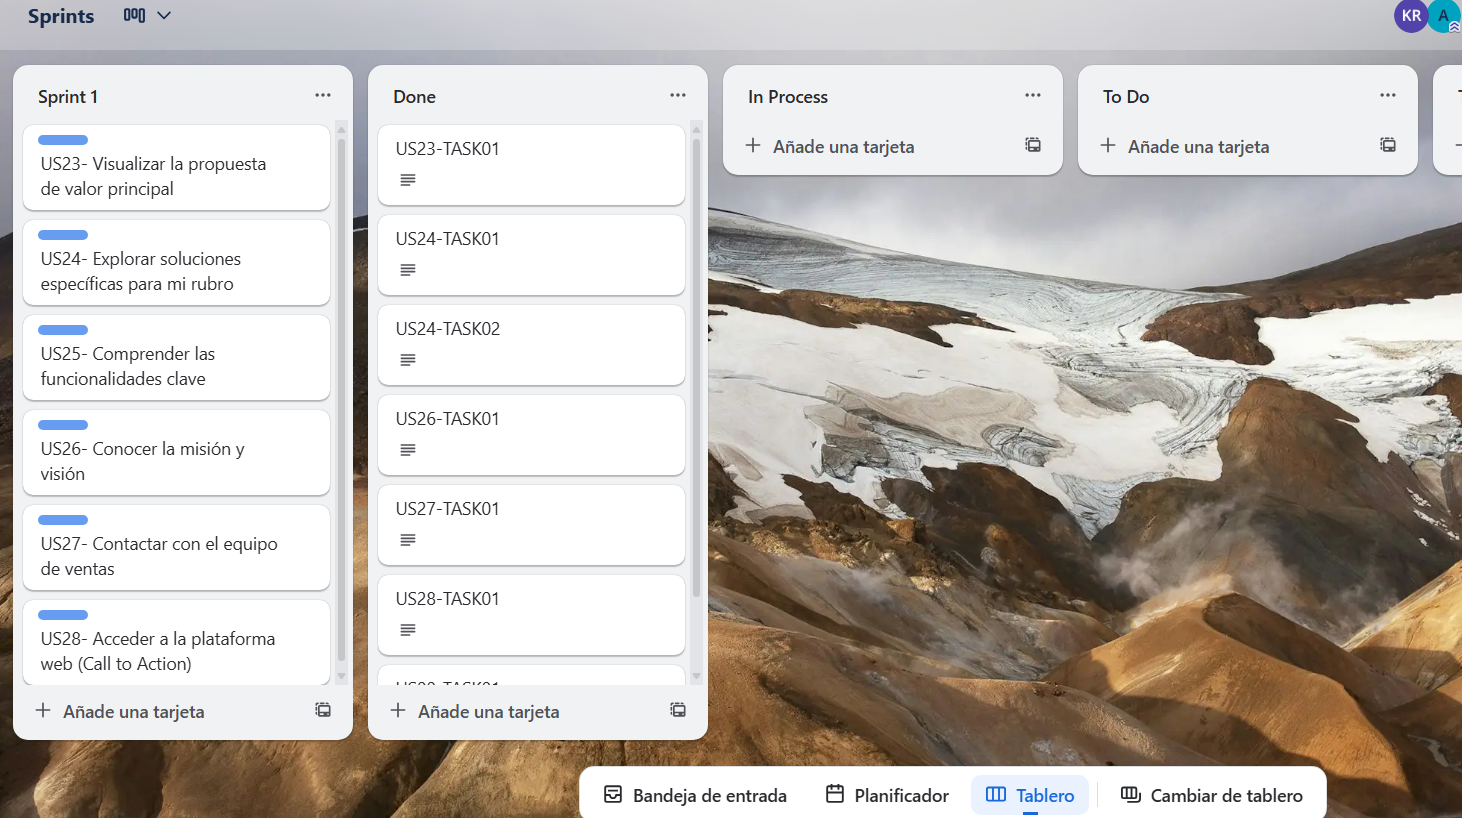 Sprints
KR
A
Sprint 1
US23- Visualizar la propuesta
de valor principal
US24- Explorar soluciones
específicas para mi rubro
US25- Comprender las
funcionalidades clave
US26- Conocer la misión y
visión
US27- Contactar con el equipo
de ventas
US28- Acceder a la plataforma
web (Call to Action)
Añade una tarjeta
Done
US23-TASK01
US24-TASK01
US24-TASK02
US26-TASK01
US27-TASK01
US28-TASK01
Añade una tarjeta
In Process
Añade una tarjeta
To Do
Añade una tarjeta
Bandeja de entrada
Planificador
Tablero
Cambiar de tablero